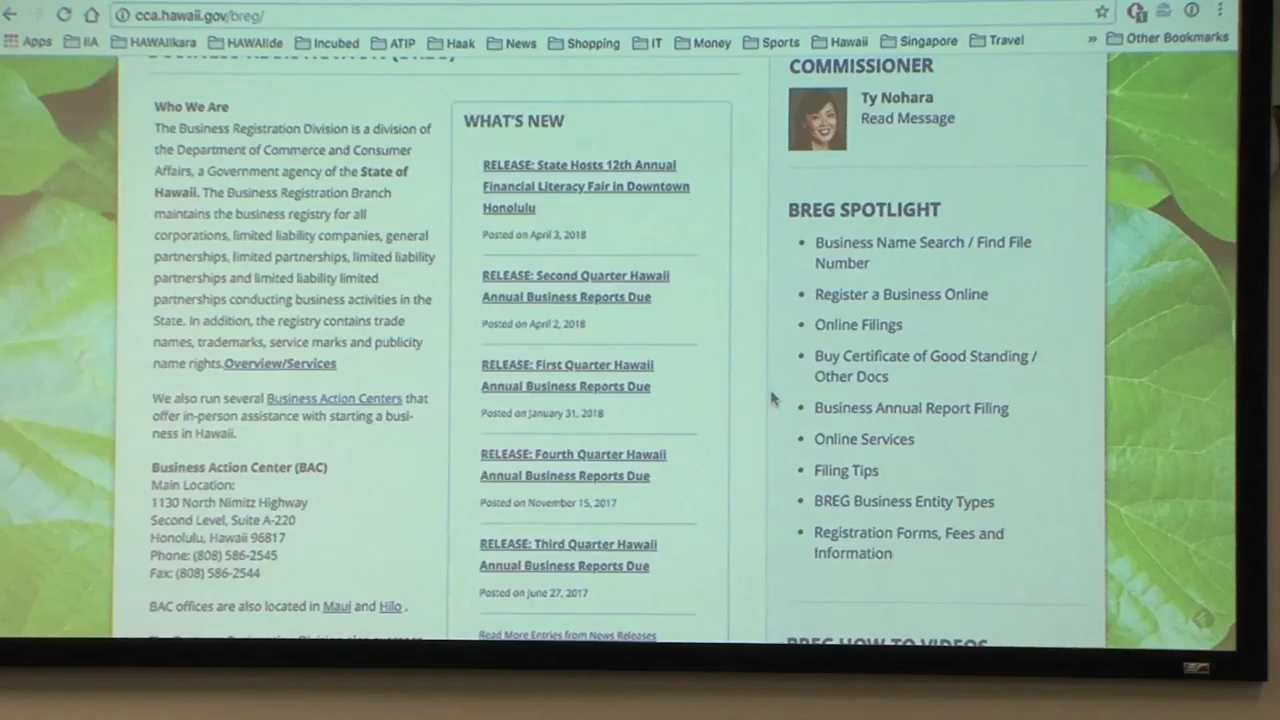 cca.hawaii.gov/breg/
Apps IIA HAWAIIkara HAWAIIde Incubed ATIP Haak News Shopping IT Money Sports Hawaii Singapore Travel » Other Bookmarks
Who We Are
The Business Registration Division is a division of
the Department of Commerce and Consumer
Affairs, a Government agency of the State of
Hawaii. The Business Registration Branch
maintains the business registry for all
corporations, limited liability companies, general
partnerships, limited partnerships, limited liability
partnerships and limited liability limited
partnerships conducting business activities in the
State. In addition, the registry contains trade
names, trademarks, service marks and publicity
name rights.Overview/Services
We also run several Business Action Centers that
offer in-person assistance with starting a busi-
ness in Hawaii.
Business Action Center (BAC)
Main Location:
1130 North Nimitz Highway
Second Level, Suite A-220
Honolulu, Hawaii 96817
Phone: (808) 586-2545
Fax: (808) 586-2544
BAC offices are also located in Maui and Hilo .
WHAT'S NEW
RELEASE: State Hosts 12th Annual
Financial Literacy Fair in Downtown
Honolulu
Posted on April 3, 2018
RELEASE: Second Quarter Hawaii
Annual Business Reports Due
Posted on April 2, 2018
RELEASE: First Quarter Hawaii
Annual Business Reports Due
Posted on January 31, 2018
RELEASE: Fourth Quarter Hawaii
Annual Business Reports Due
Posted on November 15, 2017
RELEASE: Third Quarter Hawaii
Annual Business Reports Due
Posted on June 27, 2017
Read More Entries from News Releases
COMMISSIONER
Ty Nohara
Read Message
BREG SPOTLIGHT
• Business Name Search / Find File
Number
• Register a Business Online
• Online Filings
• Buy Certificate of Good Standing /
Other Docs
• Business Annual Report Filing
• Online Services
• Filing Tips
• BREG Business Entity Types
• Registration Forms, Fees and
Information
BREG HOW TO VIDEOS